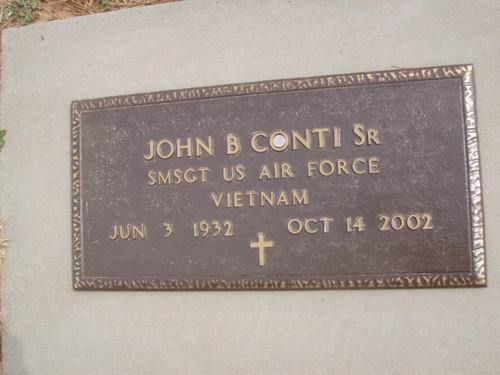 JOHN B CONTI SR
SMSGT US AIR FORCE
VIETNAM
JUN 3 1932 OCT 14 2002